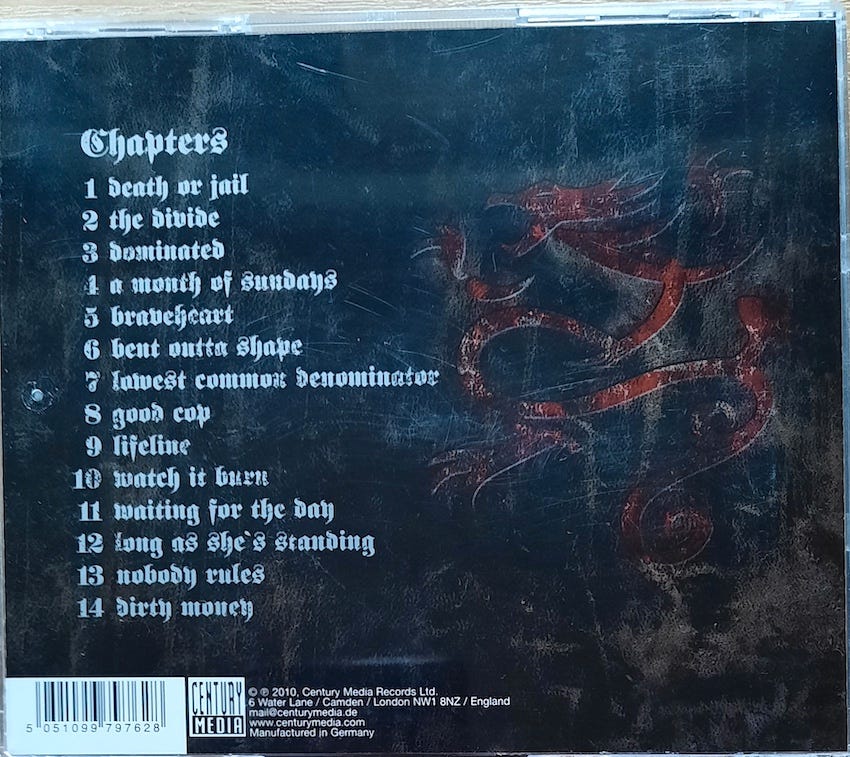 Chapters
1 death or jail
2 the divide
3 dominated
4 a month of sundays
5 braveheart
6 bent outta shape
7 lowest common denominator
8 good cop
9 lifeline
10 watch it burn
11 waiting for the day
12 long as she`s standing
13 nobody rules
14 dirty money
5 051099 797628
CENTURY MEDIA
© ℗ 2010, Century Media Records Ltd.
6 Water Lane / Camden / London NW1 8NZ / England
mail@centurymedia.de
www.centurymedia.com
Manufactured in Germany